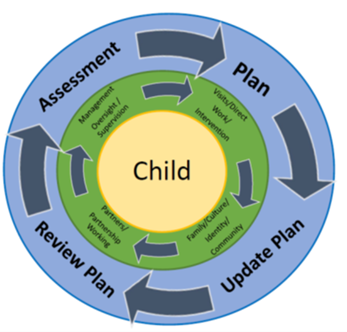 Assessment
Plan
Update Plan
Review Plan
Management
Oversight /
Supervision
Visits/Direct
Work/
Intervention
Family/Culture/
Identity/
Community
Partners/
Partnership
Working
Child